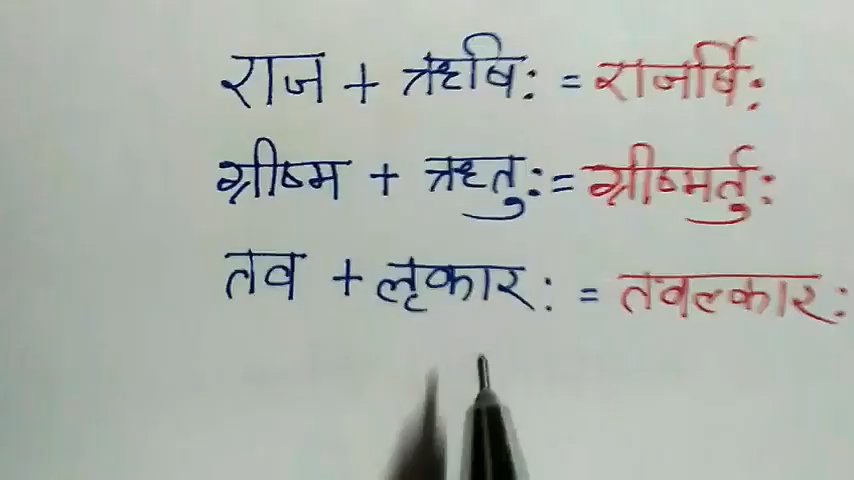 राज + ऋषि: = राजर्षि:
ग्रीष्म + ऋतु: = ग्रीष्मर्तु:
तव + लृकार: = तवल्कार: